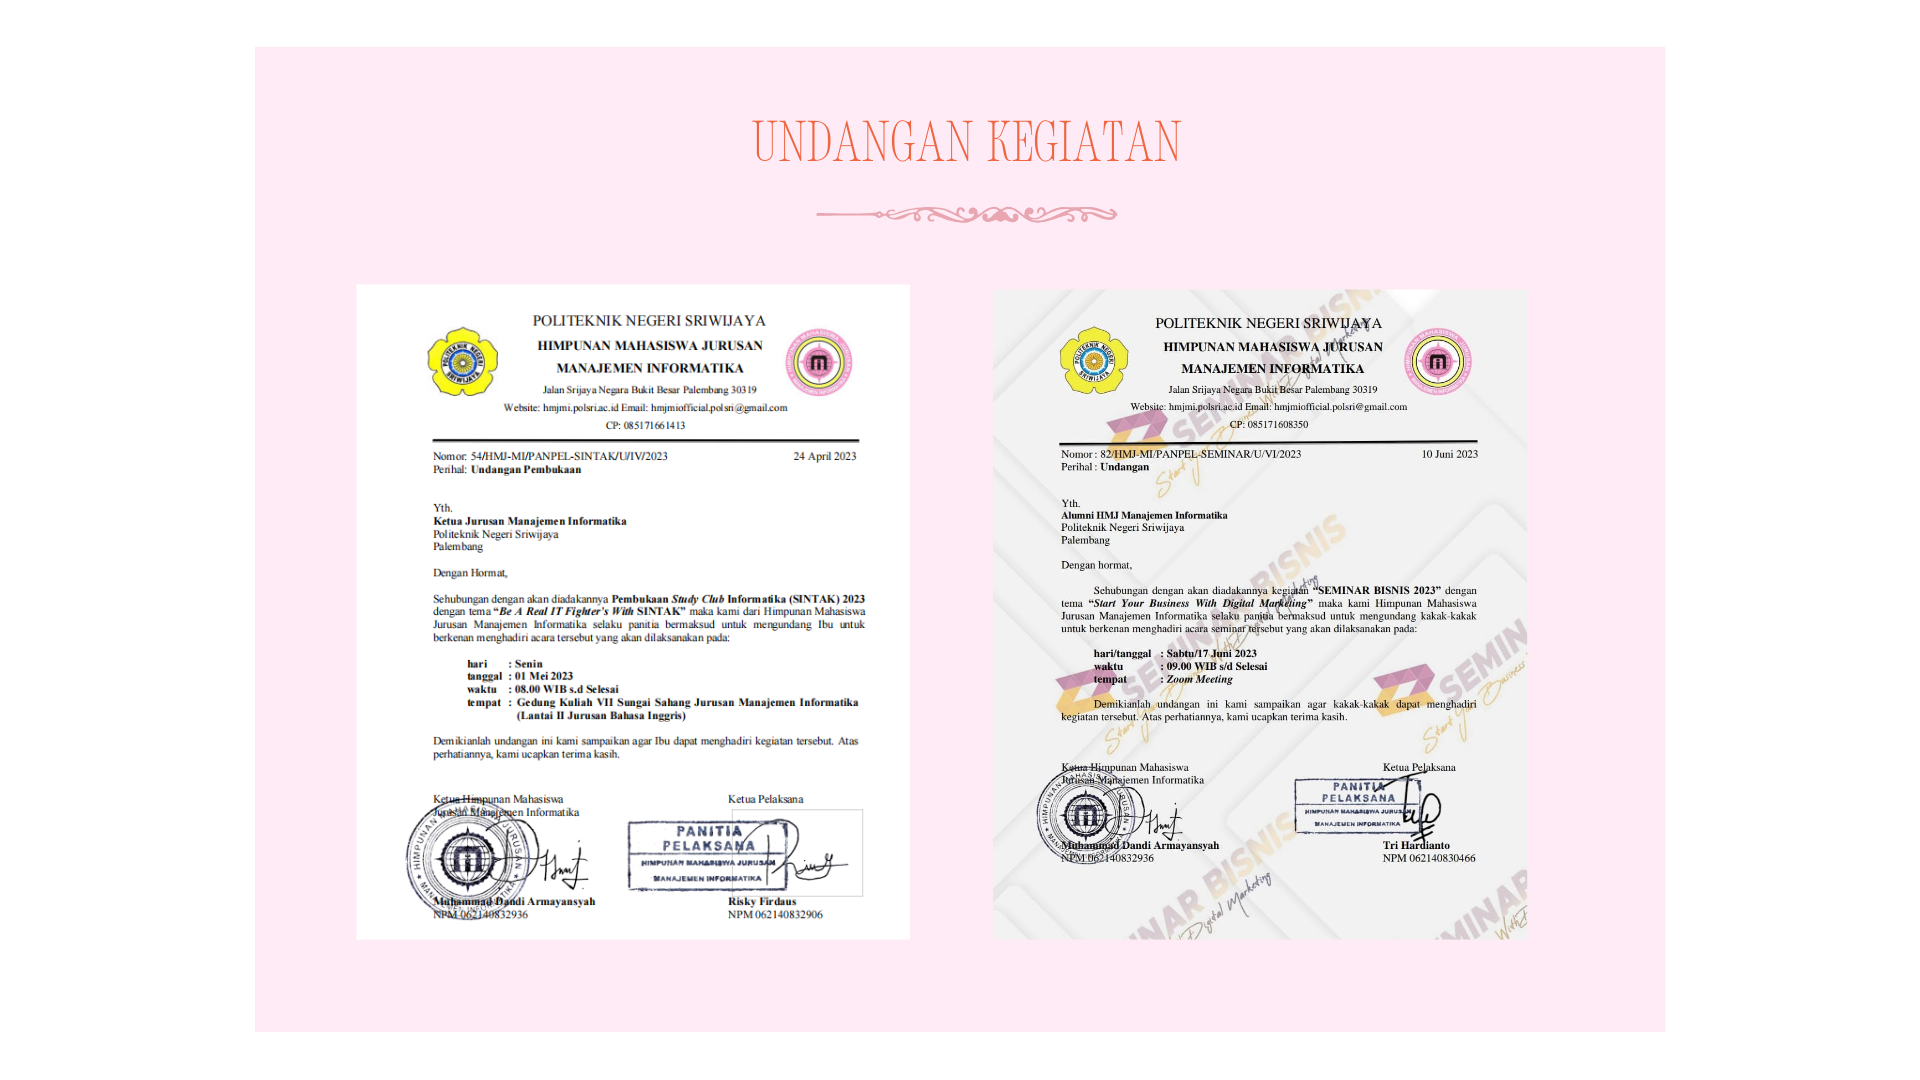 UNDANGAN KEGIATAN
POLITEKNIK NEGERI SRIWIJAYA
HIMPUNAN MAHASISWA JURUSAN
MANAJEMEN INFORMATIKA
Jalan Srijaya Negara Bukit Besar Palembang 30319
Website: hmjmi.polsri.ac.id Email: hmjmiofficial.polsri@gmail.com
CP: 085171661413
Nomor: 54/HMJ-MI/PANPEL-SINTAK/U/IV/2023 24 April 2023
Perihal: Undangan Pembukaan
Yth.
Ketua Jurusan Manajemen Informatika
Politeknik Negeri Sriwijaya
Palembang
Dengan Hormat,
Sehubungan dengan akan diadakannya Pembukaan Study Club Informatika (SINTAK) 2023
dengan tema “Be A Real IT Fighter's With SINTAK” maka kami dari Himpunan Mahasiswa
Jurusan Manajemen Informatika selaku panitia bermaksud untuk mengundang Ibu untuk
berkenan menghadiri acara tersebut yang akan dilaksanakan pada:
hari : Senin
tanggal : 01 Mei 2023
waktu : 08.00 WIB s.d Selesai
tempat : Gedung Kuliah VII Sungai Sahang Jurusan Manajemen Informatika
(Lantai II Jurusan Bahasa Inggris)
Demikianlah undangan ini kami sampaikan agar Ibu dapat menghadiri kegiatan tersebut. Atas
perhatiannya, kami ucapkan terima kasih.
Ketua Himpunan Mahasiswa Ketua Pelaksana
Jurusan Manajemen Informatika
PANITIA
PELAKSANA
HIMPUNAN MAHASISWA JURUSAN
MANAJEMEN INFORMATIKA
Muhammad Dandi Armayansyah Risky Firdaus
NPM 062140832936 NPM 062140832906
POLITEKNIK NEGERI SRIWIJAYA
HIMPUNAN MAHASISWA JURUSAN
MANAJEMEN INFORMATIKA
Jalan Srijaya Negara Bukit Besar Palembang 30319
Website: hmjmi.polsri.ac.id Email: hmjmiofficial.polsri@gmail.com
CP: 085171608350
Nomor : 82/HMJ-MI/PANPEL-SEMINAR/U/VI/2023 10 Juni 2023
Perihal : Undangan
Yth.
Alumni HMJ Manajemen Informatika
Politeknik Negeri Sriwijaya
Palembang
Dengan hormat,
Sehubungan dengan akan diadakannya kegiatan “SEMINAR BISNIS 2023” dengan
tema “Start Your Business With Digital Marketing” maka kami Himpunan Mahasiswa
Jurusan Manajemen Informatika selaku panitia bermaksud untuk mengundang kakak-kakak
untuk berkenan menghadiri acara seminar tersebut yang akan dilaksanakan pada:
hari/tanggal : Sabtu/17 Juni 2023
waktu : 09.00 WIB s/d Selesai
tempat : Zoom Meeting
Demikianlah undangan ini kami sampaikan agar kakak-kakak dapat menghadiri
kegiatan tersebut. Atas perhatiannya, kami ucapkan terima kasih.
Ketua Himpunan Mahasiswa Ketua Pelaksana
Jurusan Manajemen Informatika
PANITIA
PELAKSANA
HIMPUNAN MAHASISWA JURUSAN
MANAJEMEN INFORMATIKA
Muhammad Dandi Armayansyah Tri Hardianto
NPM 062140832936 NPM 062140830466